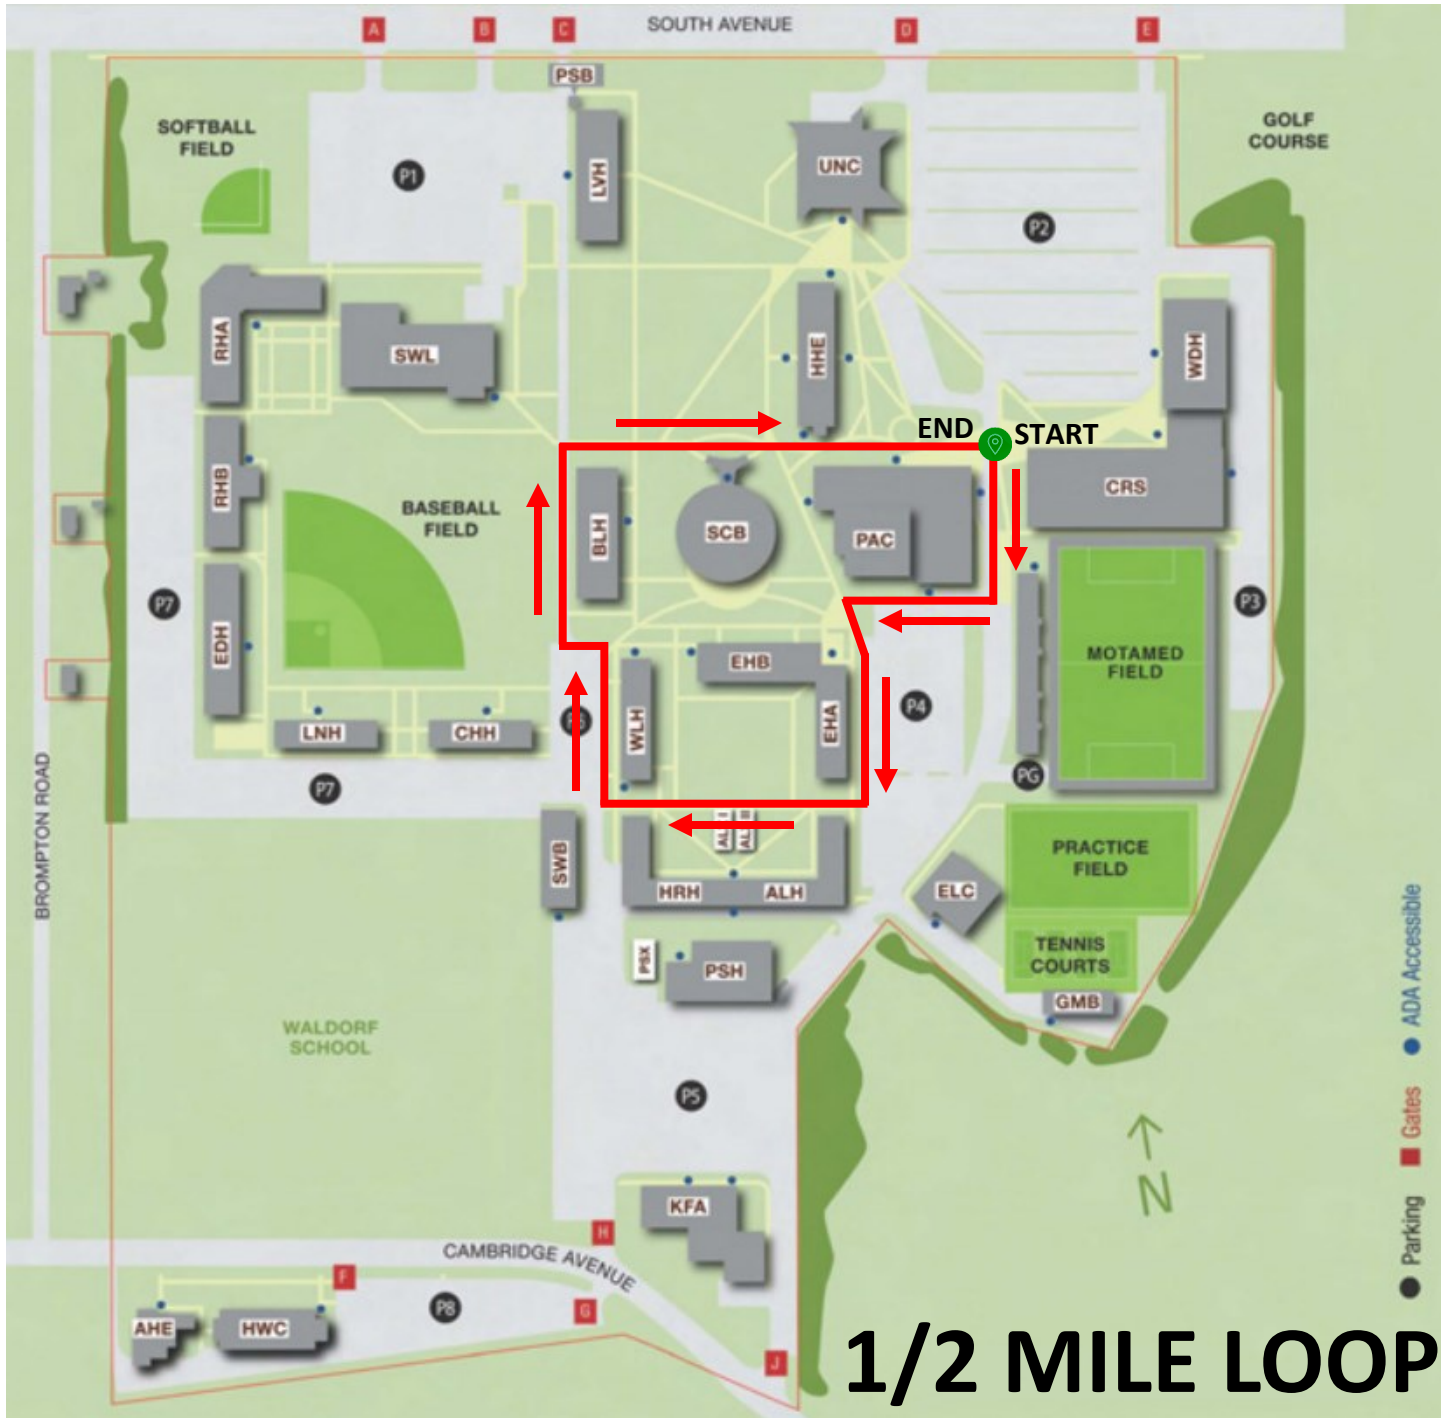 A
B
C
SOUTH AVENUE
D
E
PSB
SOFTBALL
FIELD
GOLF
COURSE
P1
LVH
UNC
P2
RHA
SWL
HHE
WDH
END
START
RHB
BASEBALL
FIELD
BLH
SCB
PAC
CRS
P7
P3
EDH
EHB
MOTAMED
FIELD
LNH
CHH
WLH
EHA
P4
P7
PG
BROMPTON ROAD
SWB
HRH
ALH
ELC
PRACTICE
FIELD
PSX
PSH
TENNIS
COURTS
GMB
WALDORF
SCHOOL
P5
N
KFA
H
CAMBRIDGE AVENUE
F
G
P8
AHE
HWC
J
Parking
Gates
ADA Accessible
1/2 MILE LOOP